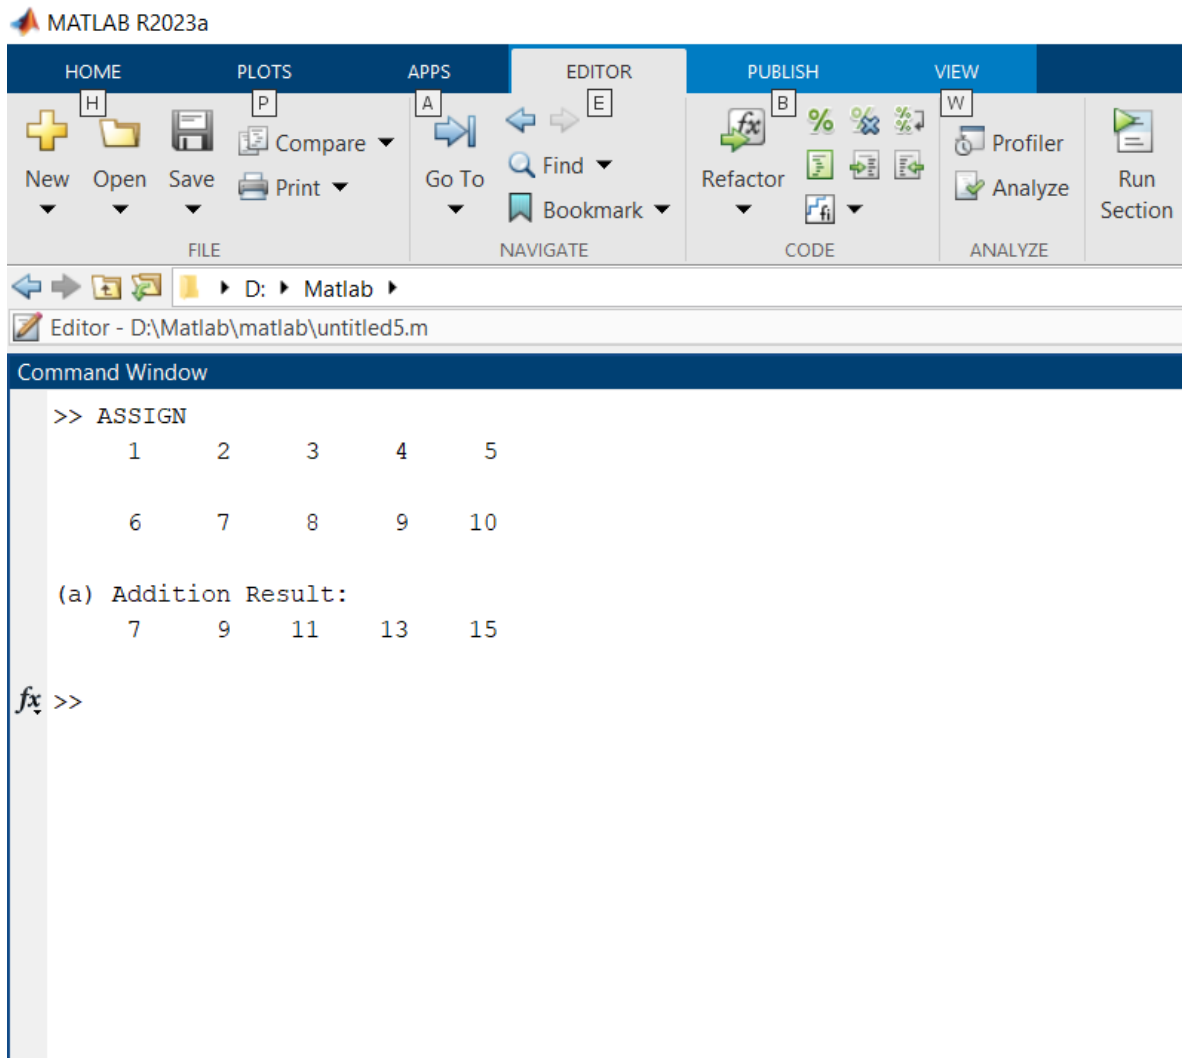 MATLAB R2023a
HOME PLOTS APPS EDITOR PUBLISH VIEW
H P A E B W
New Open Save Compare Print Go To Find Bookmark Refactor fx % % % fi Profiler Analyze Run Section
FILE NAVIGATE CODE ANALYZE
D: Matlab
Editor - D:\Matlab\matlab\untitled5.m
Command Window
>> ASSIGN
1 2 3 4 5
6 7 8 9 10
(a) Addition Result:
7 9 11 13 15
fx >>